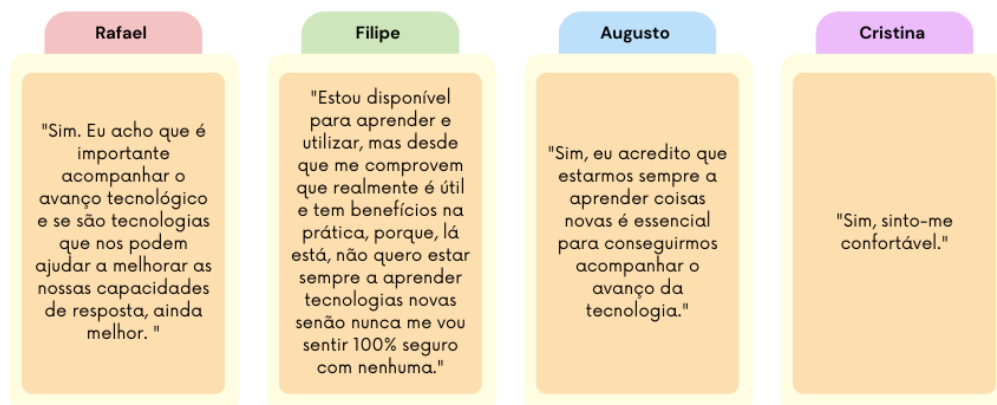 Rafael
"Sim. Eu acho que é
importante
acompanhar o
avanço tecnológico
e se são tecnologias
que nos podem
ajudar a melhorar as
nossas capacidades
de resposta, ainda
melhor. "
Filipe
"Estou disponível
para aprender e
utilizar, mas desde
que me comprovem
que realmente é útil
e tem benefícios na
prática, porque, lá
está, não quero estar
sempre a aprender
tecnologias novas
senão nunca me vou
sentir 100% seguro
com nenhuma."
Augusto
"Sim, eu acredito que
estarmos sempre a
aprender coisas
novas é essencial
para conseguirmos
acompanhar o
avanço da
tecnologia."
Cristina
"Sim, sinto-me
confortável."